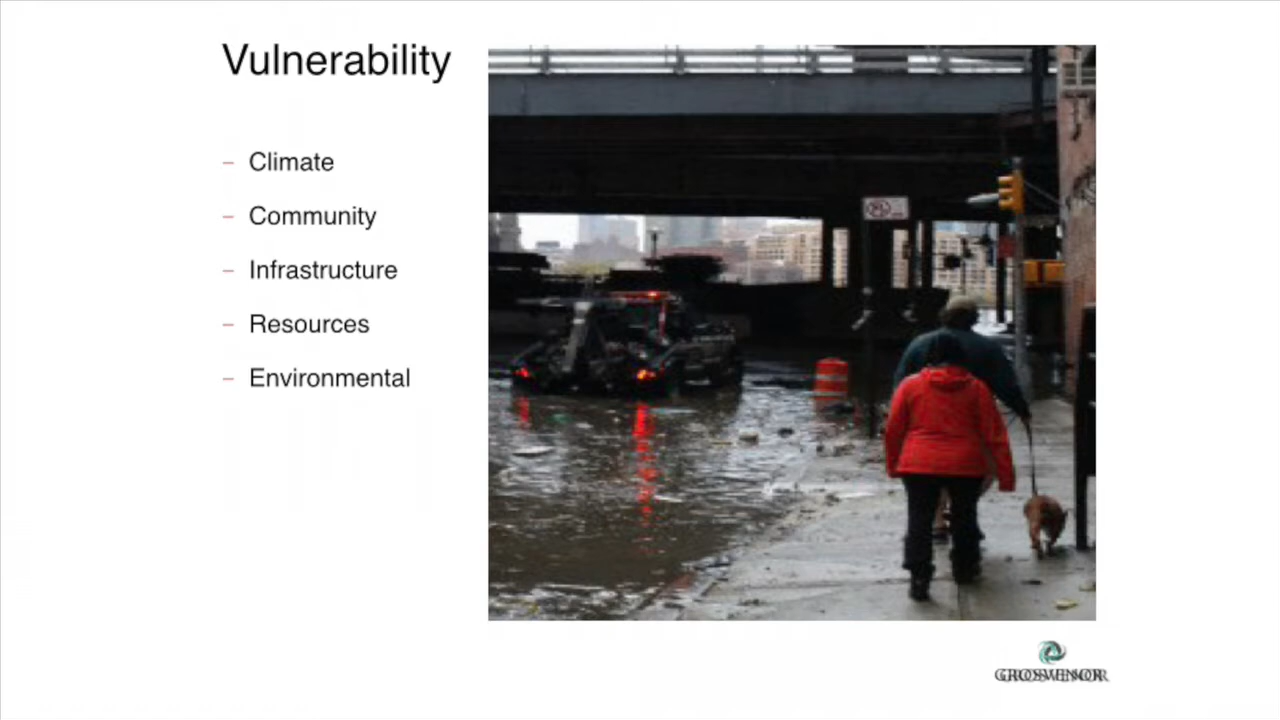 Vulnerability
– Climate
– Community
– Infrastructure
– Resources
– Environmental
GROSVENOR